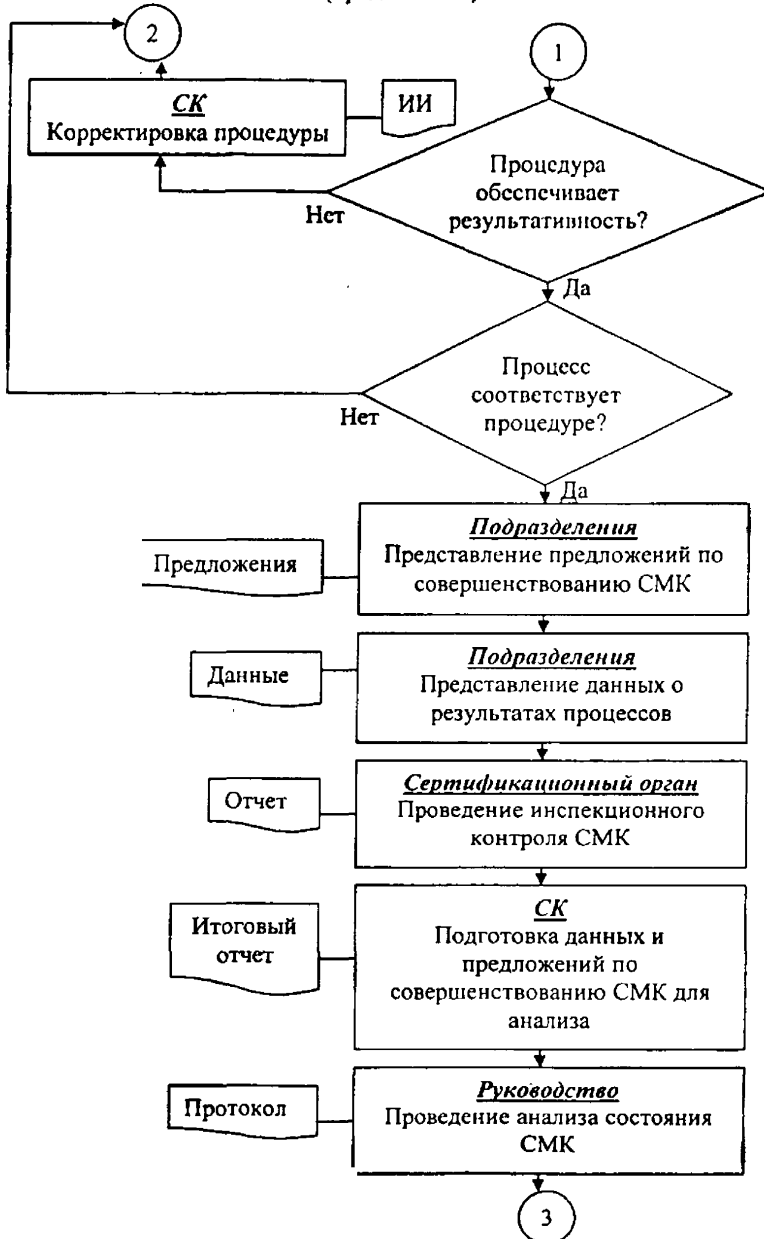 2
1
СК
Корректировка процедуры
ИИ
Процедура
обеспечивает
результативность?
Нет
Да
Процесс
соответствует
процедуре?
Нет
Да
Подразделения
Представление предложений по
совершенствованию СМК
Предложения
Подразделения
Представление данных о
результатах процессов
Данные
Сертификационный орган
Проведение инспекционного
контроля СМК
Отчет
СК
Подготовка данных и
предложений по
совершенствованию СМК для
анализа
Итоговый
отчет
Руководство
Проведение анализа состояния
СМК
Протокол
3